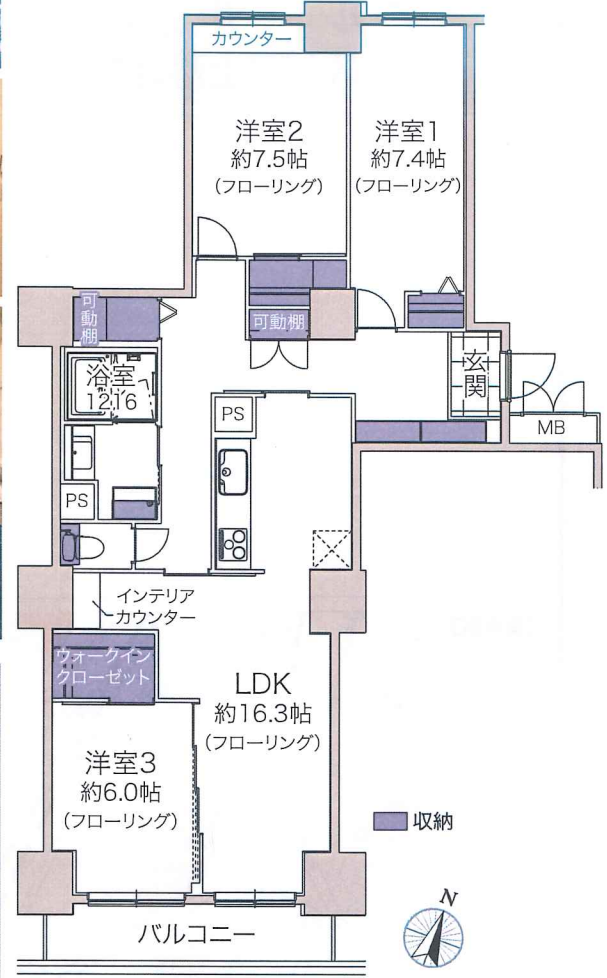 カウンター
洋室2
約7.5帖
(フローリング)
洋室1
約7.4帖
(フローリング)
可動棚
可動棚
浴室
1216
玄関
MB
PS
PS
インテリア
カウンター
ウォークイン
クローゼット
LDK
約16.3帖
(フローリング)
洋室3
約6.0帖
(フローリング)
収納
バルコニー
N